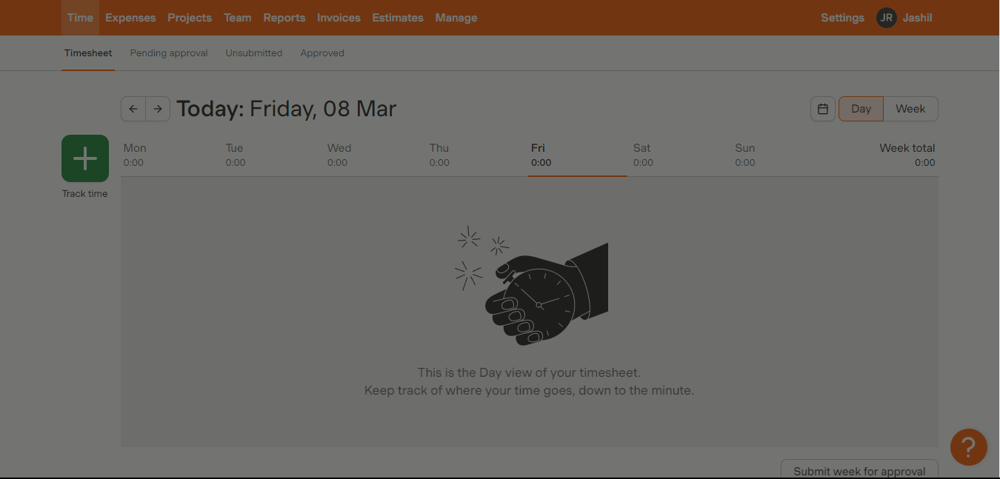 Time Expenses Projects Team Reports Invoices Estimates Manage Settings JR Jashil
Timesheet Pending approval Unsubmitted Approved
Today: Friday, 08 Mar Day Week
Mon Tue Wed Thu Fri Sat Sun Week total
0:00 0:00 0:00 0:00 0:00 0:00 0:00 0:00
Track time
This is the Day view of your timesheet.
Keep track of where your time goes, down to the minute.
?
Submit week for approval